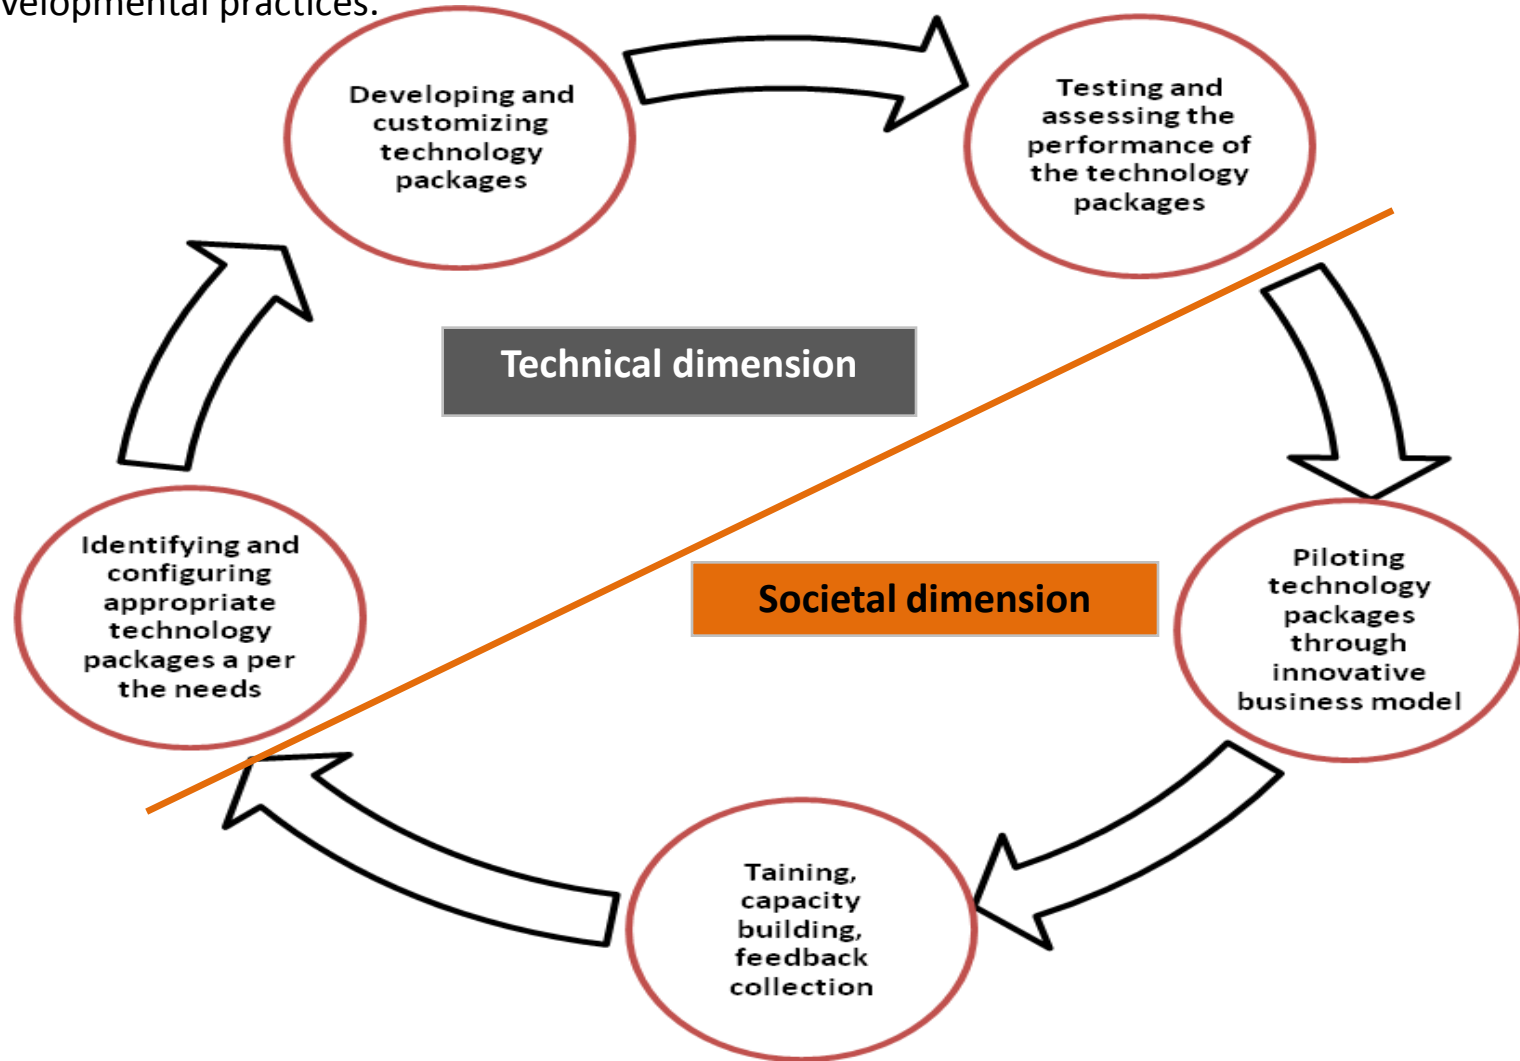 velopmental practices.
Developing and
customizing
technology
packages
Testing and
assessing the
performance of
the technology
packages
Technical dimension
Identifying and
configuring
appropriate
technology
packages a per
the needs
Societal dimension
Piloting
technology
packages
through
innovative
business model
Taining,
capacity
building,
feedback
collection